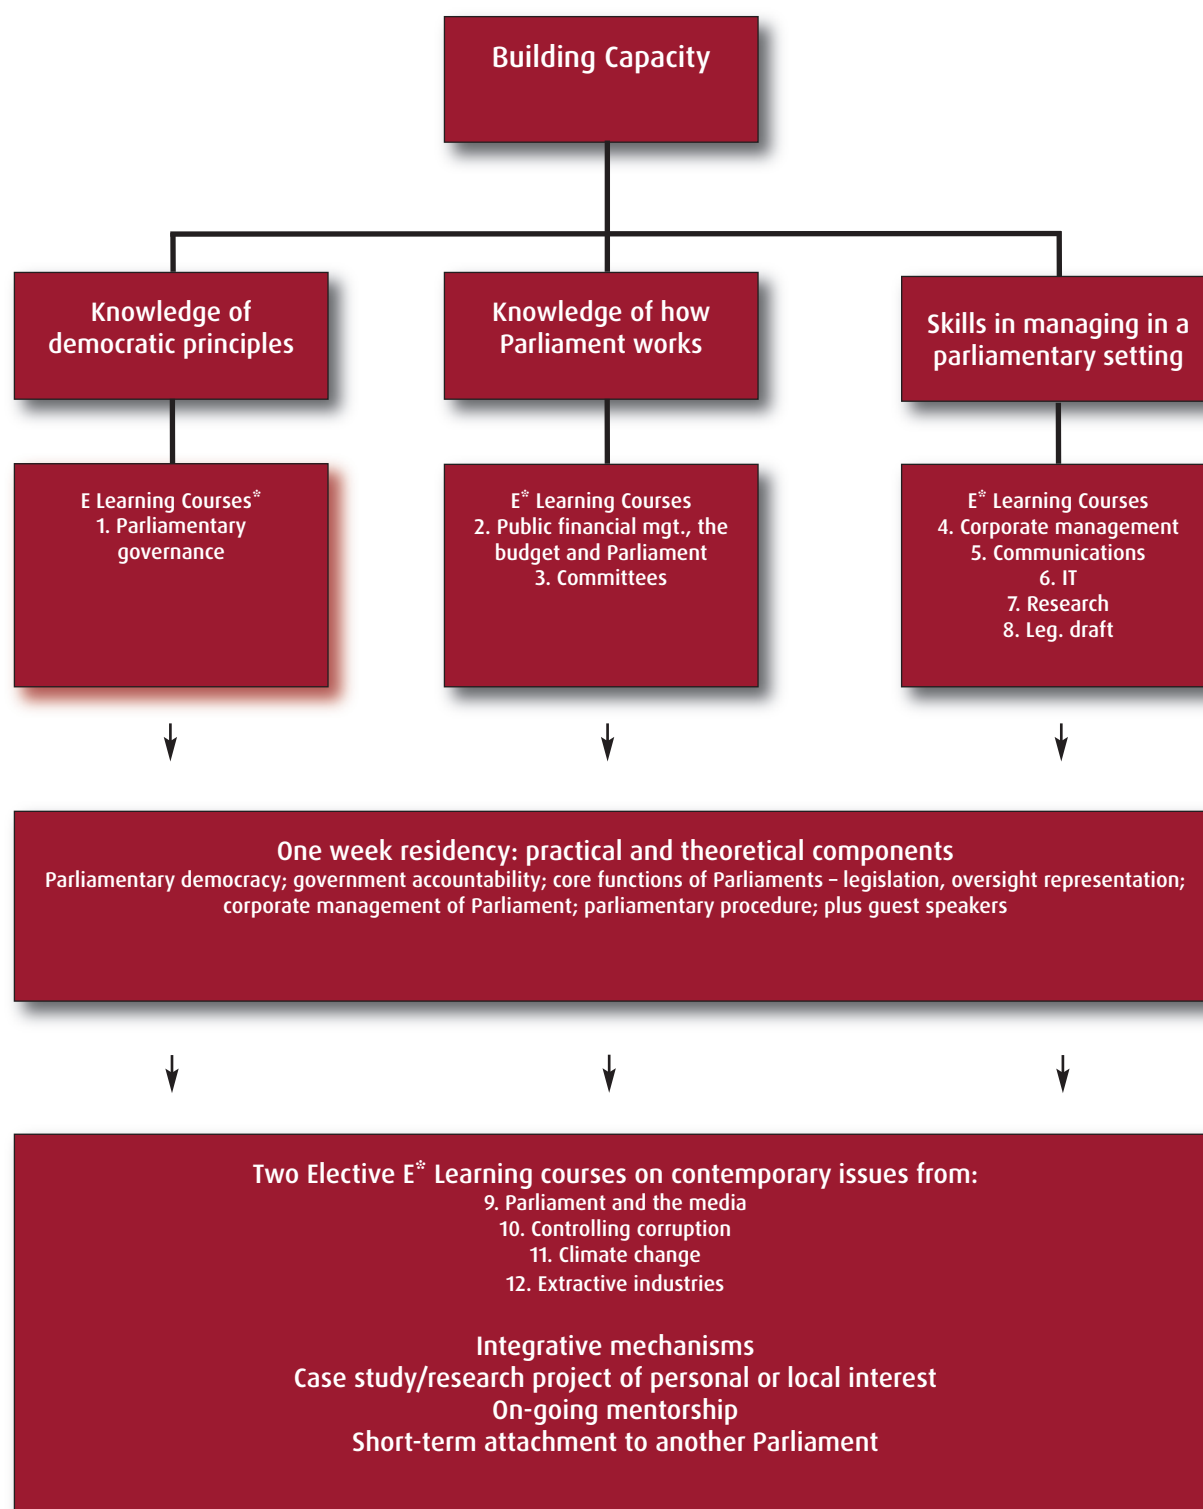 Building Capacity
Knowledge of
democratic principles
Knowledge of how
Parliament works
Skills in managing in a
parliamentary setting
E Learning Courses*
1. Parliamentary
governance
E* Learning Courses
2. Public financial mgt., the
budget and Parliament
3. Committees
E* Learning Courses
4. Corporate management
5. Communications
6. IT
7. Research
8. Leg. draft
One week residency: practical and theoretical components
Parliamentary democracy; government accountability; core functions of Parliaments – legislation, oversight representation;
corporate management of Parliament; parliamentary procedure; plus guest speakers
Two Elective E* Learning courses on contemporary issues from:
9. Parliament and the media
10. Controlling corruption
11. Climate change
12. Extractive industries
Integrative mechanisms
Case study/research project of personal or local interest
On-going mentorship
Short-term attachment to another Parliament